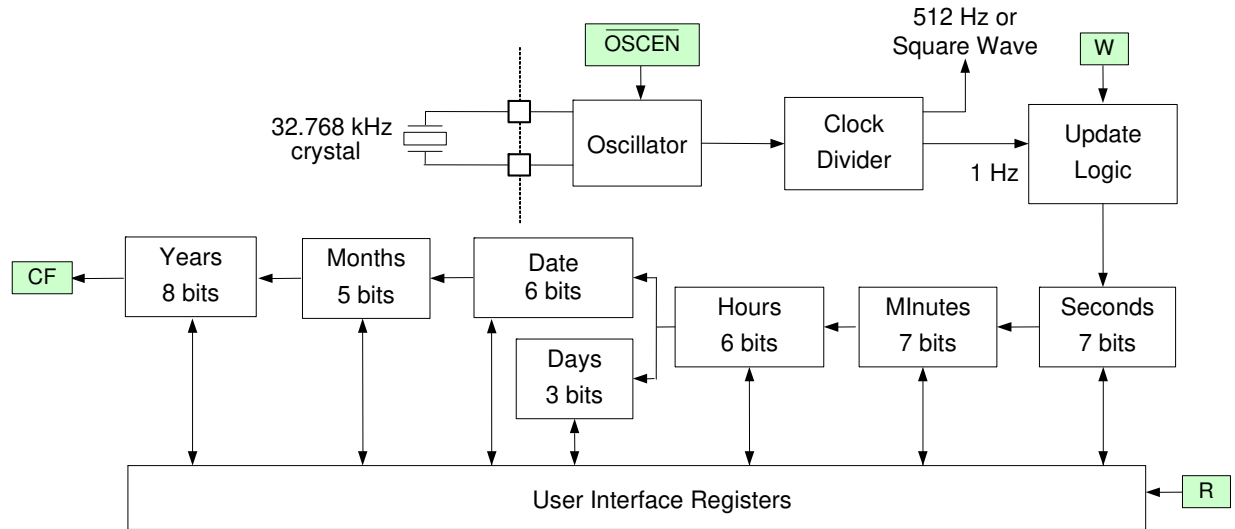 512 Hz or
Square Wave
OSCEN
W
32.768 kHz
crystal
Oscillator
Clock
Divider
1 Hz
Update
Logic
CF
Years
8 bits
Months
5 bits
Date
6 bits
Days
3 bits
Hours
6 bits
MInutes
7 bits
Seconds
7 bits
User Interface Registers
R